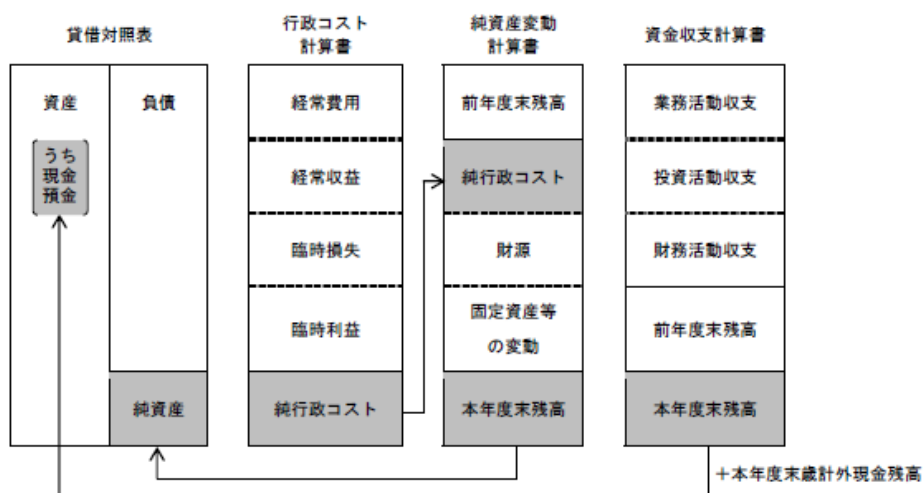 貸借対照表
資産
負債
うち
現金
預金
純資産
行政コスト
計算書
経常費用
経常収益
臨時損失
臨時利益
純行政コスト
純資産変動
計算書
前年度末残高
純行政コスト
財源
固定資産等
の変動
本年度末残高
資金収支計算書
業務活動収支
投資活動収支
財務活動収支
前年度末残高
本年度末残高
＋本年度末歳計外現金残高